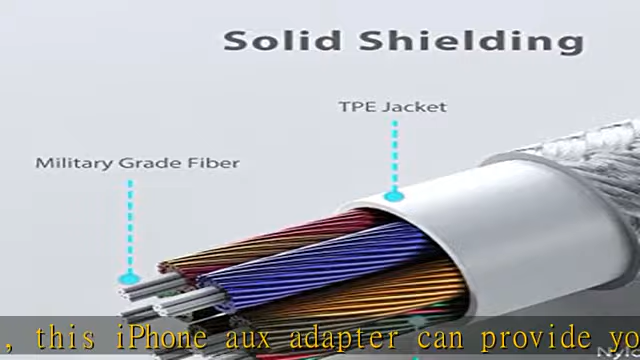 Solid Shielding
TPE Jacket
Military Grade Fiber
, this iPhone aux adapter can provide yo